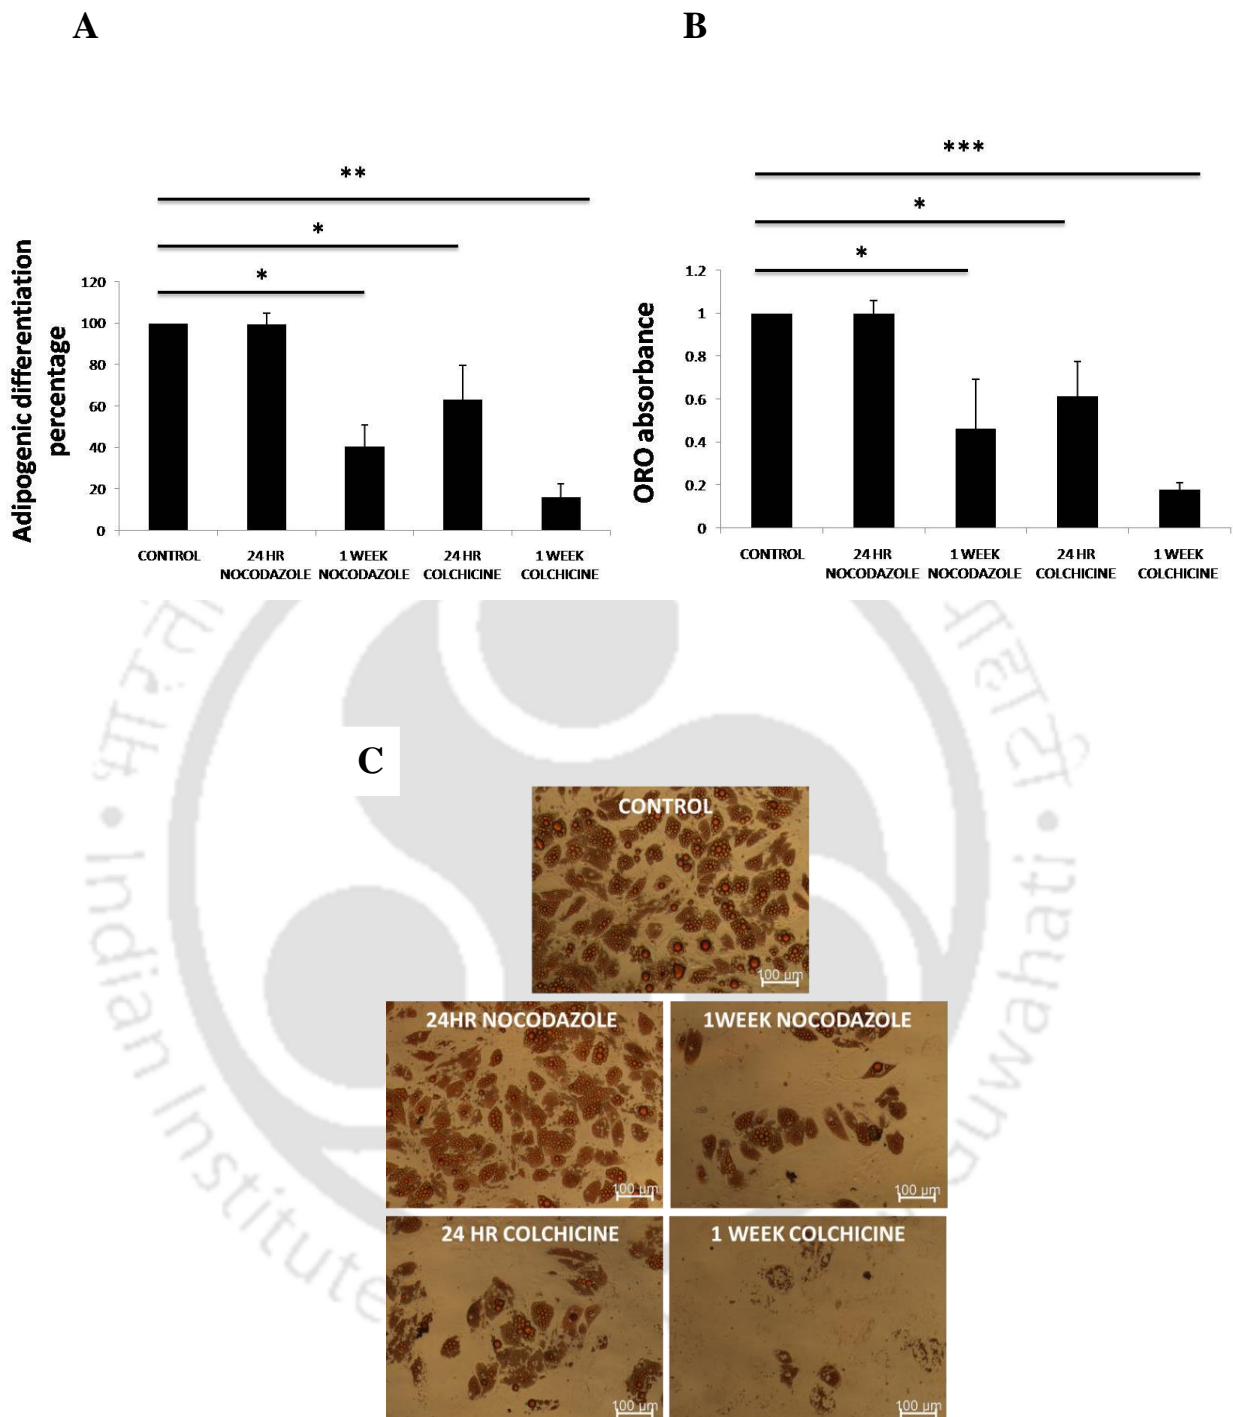 A
B
**
*
*
Adipogenic differentiation
percentage
120
100
80
60
40
20
0
CONTROL
24 HR
NOCODAZOLE
1 WEEK
NOCODAZOLE
24 HR
COLCHICINE
1 WEEK
COLCHICINE
***
*
*
ORO absorbance
1.2
1
0.8
0.6
0.4
0.2
0
CONTROL
24 HR
NOCODAZOLE
1 WEEK
NOCODAZOLE
24 HR
COLCHICINE
1 WEEK
COLCHICINE
C
CONTROL
100 µm
24HR NOCODAZOLE
100 µm
1WEEK NOCODAZOLE
100 µm
24 HR COLCHICINE
100 µm
1 WEEK COLCHICINE
100 µm
Indian Institute
Guwahati